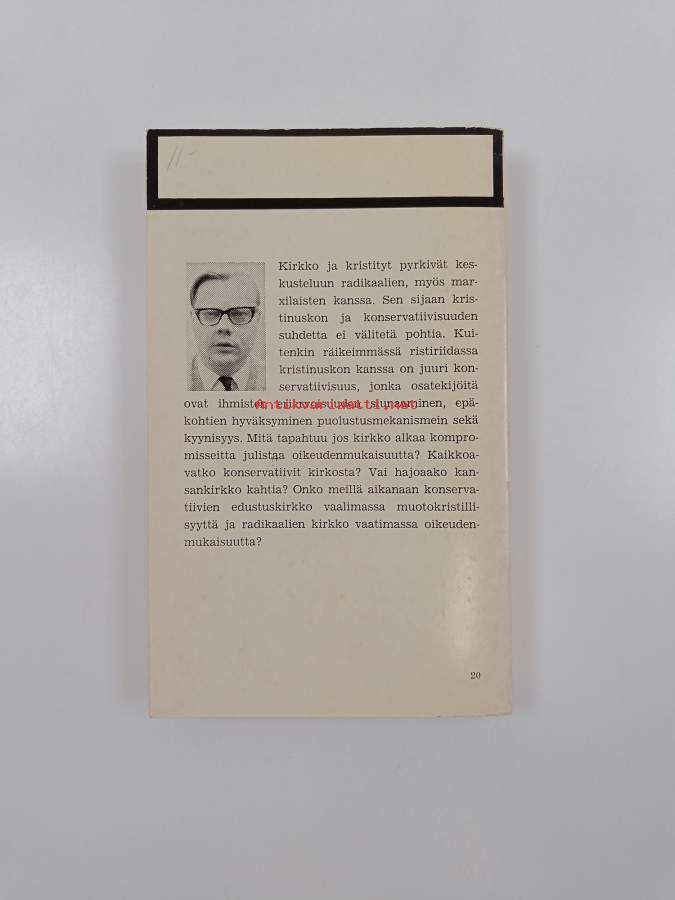 11-
Kirkko ja kristityt pyrkivät kes-
kusteluun radikaalien, myös mar-
xilaisten kanssa. Sen sijaan kris-
tinuskon ja konservatiivisuuden
suhdetta ei välitetä pohtia. Kui-
tenkin räikeimmässä ristiriidassa
kristinuskon kanssa on juuri kon-
servatiivisuus, jonka osatekijöitä
ovat ihmisten eriarvoisuuden siunaaminen, epä-
Antikvariaatti.net
kohtien hyväksyminen puolustusmekanismein sekä
kyynisyys. Mitä tapahtuu jos kirkko alkaa kompro-
misseitta julistaa oikeudenmukaisuutta? Kaikkoa-
vatko konservatiivit kirkosta? Vai hajoaako kan-
sankirkko kahtia? Onko meillä aikanaan konserva-
tiivien edustuskirkko vaalimassa muotokristilli-
syyttä ja radikaalien kirkko vaatimassa oikeuden-
mukaisuutta?
20